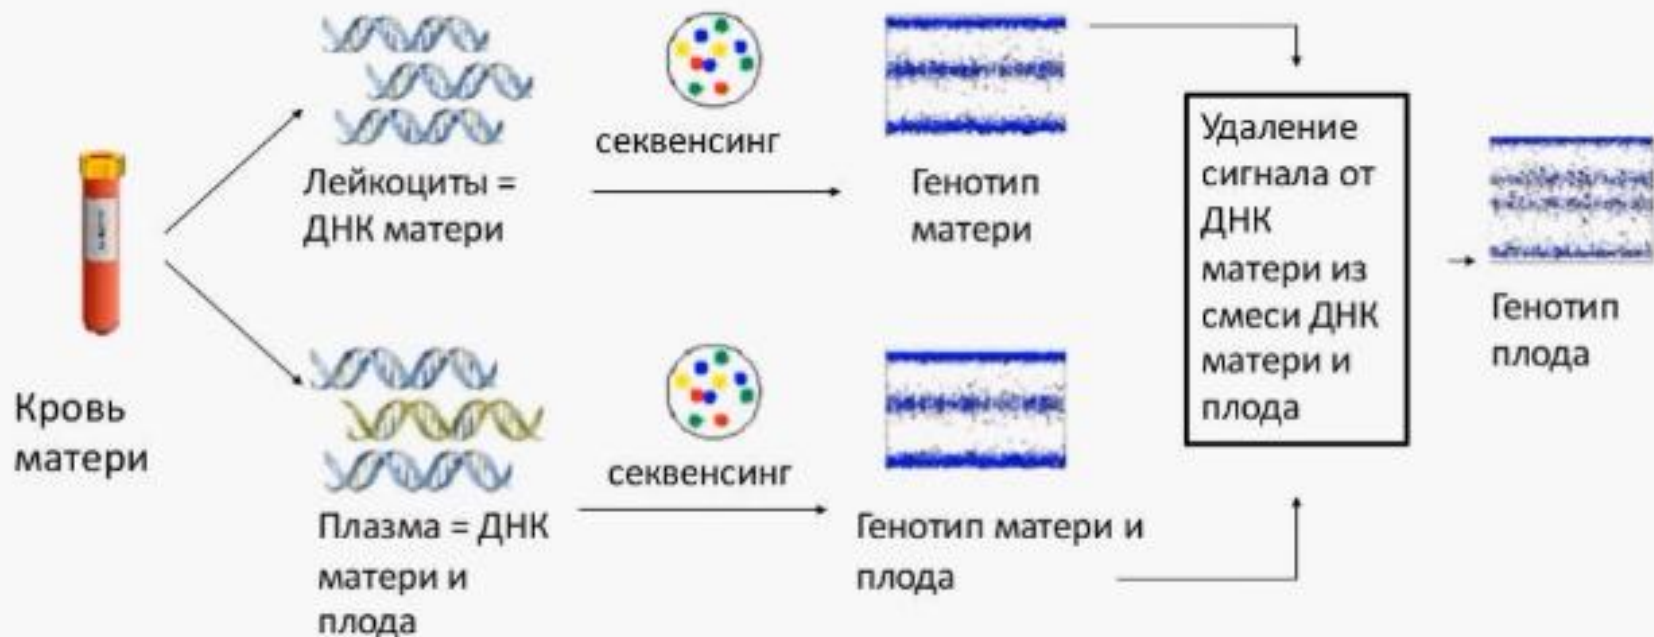 Кровь
матери
Лейкоциты =
ДНК матери
секвенсинг
Генотип
матери
Плазма = ДНК
матери и
плода
секвенсинг
Генотип матери и
плода
Удаление
сигнала от
ДНК
матери из
смеси ДНК
матери и
плода
Генотип
плода